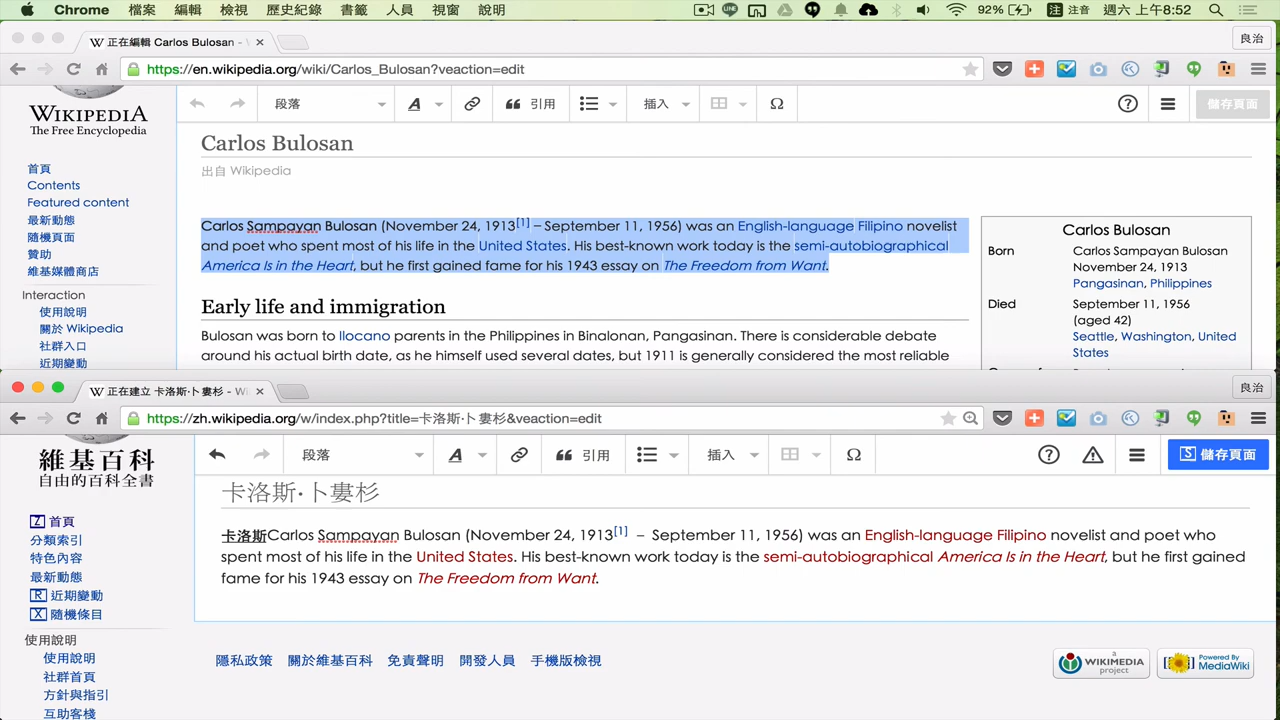 Chrome 檔案 編輯 檢視 歷史紀錄 書籤 人員 視窗 說明 92% 注 注音 週六 上午8:52
正在編輯 Carlos Bulosan -
良治
https://en.wikipedia.org/wiki/Carlos_Bulosan?veaction=edit
WIKIPEDIA
The Free Encyclopedia
段落 A 引用 插入 Ω ? 儲存頁面
首頁
Contents
Featured content
最新動態
隨機頁面
贊助
維基媒體商店
Interaction
使用說明
關於 Wikipedia
社群入口
近期變動
Carlos Bulosan
出自 Wikipedia
Carlos Sampayan Bulosan (November 24, 1913[1] – September 11, 1956) was an English-language Filipino novelist
and poet who spent most of his life in the United States. His best-known work today is the semi-autobiographical
America Is in the Heart, but he first gained fame for his 1943 essay on The Freedom from Want.
Early life and immigration
Bulosan was born to Ilocano parents in the Philippines in Binalonan, Pangasinan. There is considerable debate
around his actual birth date, as he himself used several dates, but 1911 is generally considered the most reliable
Carlos Bulosan
Born Carlos Sampayan Bulosan
November 24, 1913
Pangasinan, Philippines
Died September 11, 1956
(aged 42)
Seattle, Washington, United
States
正在建立 卡洛斯·卜婁杉 - Wi
良治
https://zh.wikipedia.org/w/index.php?title=卡洛斯·卜婁杉&veaction=edit
維基百科
自由的百科全書
段落 A 引用 插入 Ω ? S 儲存頁面
Z 首頁
分類索引
特色內容
最新動態
R 近期變動
X 隨機條目
使用說明
使用說明
社群首頁
方針與指引
互助客棧
卡洛斯·卜婁杉
卡洛斯Carlos Sampayan Bulosan (November 24, 1913[1] – September 11, 1956) was an English-language Filipino novelist and poet who
spent most of his life in the United States. His best-known work today is the semi-autobiographical America Is in the Heart, but he first gained
fame for his 1943 essay on The Freedom from Want.
隱私政策 關於維基百科 免責聲明 開發人員 手機版檢視
a WIKIMEDIA project
Powered By MediaWiki